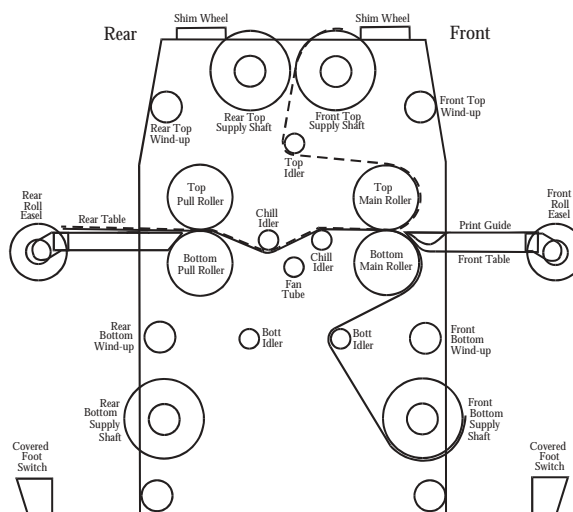 Shim Wheel
Shim Wheel
Rear
Front
Rear Top
Supply Shaft
Front Top
Supply Shaft
Rear Top
Wind-up
Front Top
Wind-up
Top
Idler
Top
Pull Roller
Top
Main Roller
Rear
Roll
Easel
Rear Table
Chill
Idler
Print Guide
Front
Roll
Easel
Bottom
Pull Roller
Chill
Idler
Bottom
Main Roller
Front Table
Fan
Tube
Rear
Bottom
Wind-up
Bott
Idler
Bott
Idler
Front
Bottom
Wind-up
Rear
Bottom
Supply
Shaft
Front
Bottom
Supply
Shaft
Covered
Foot
Switch
Covered
Foot
Switch